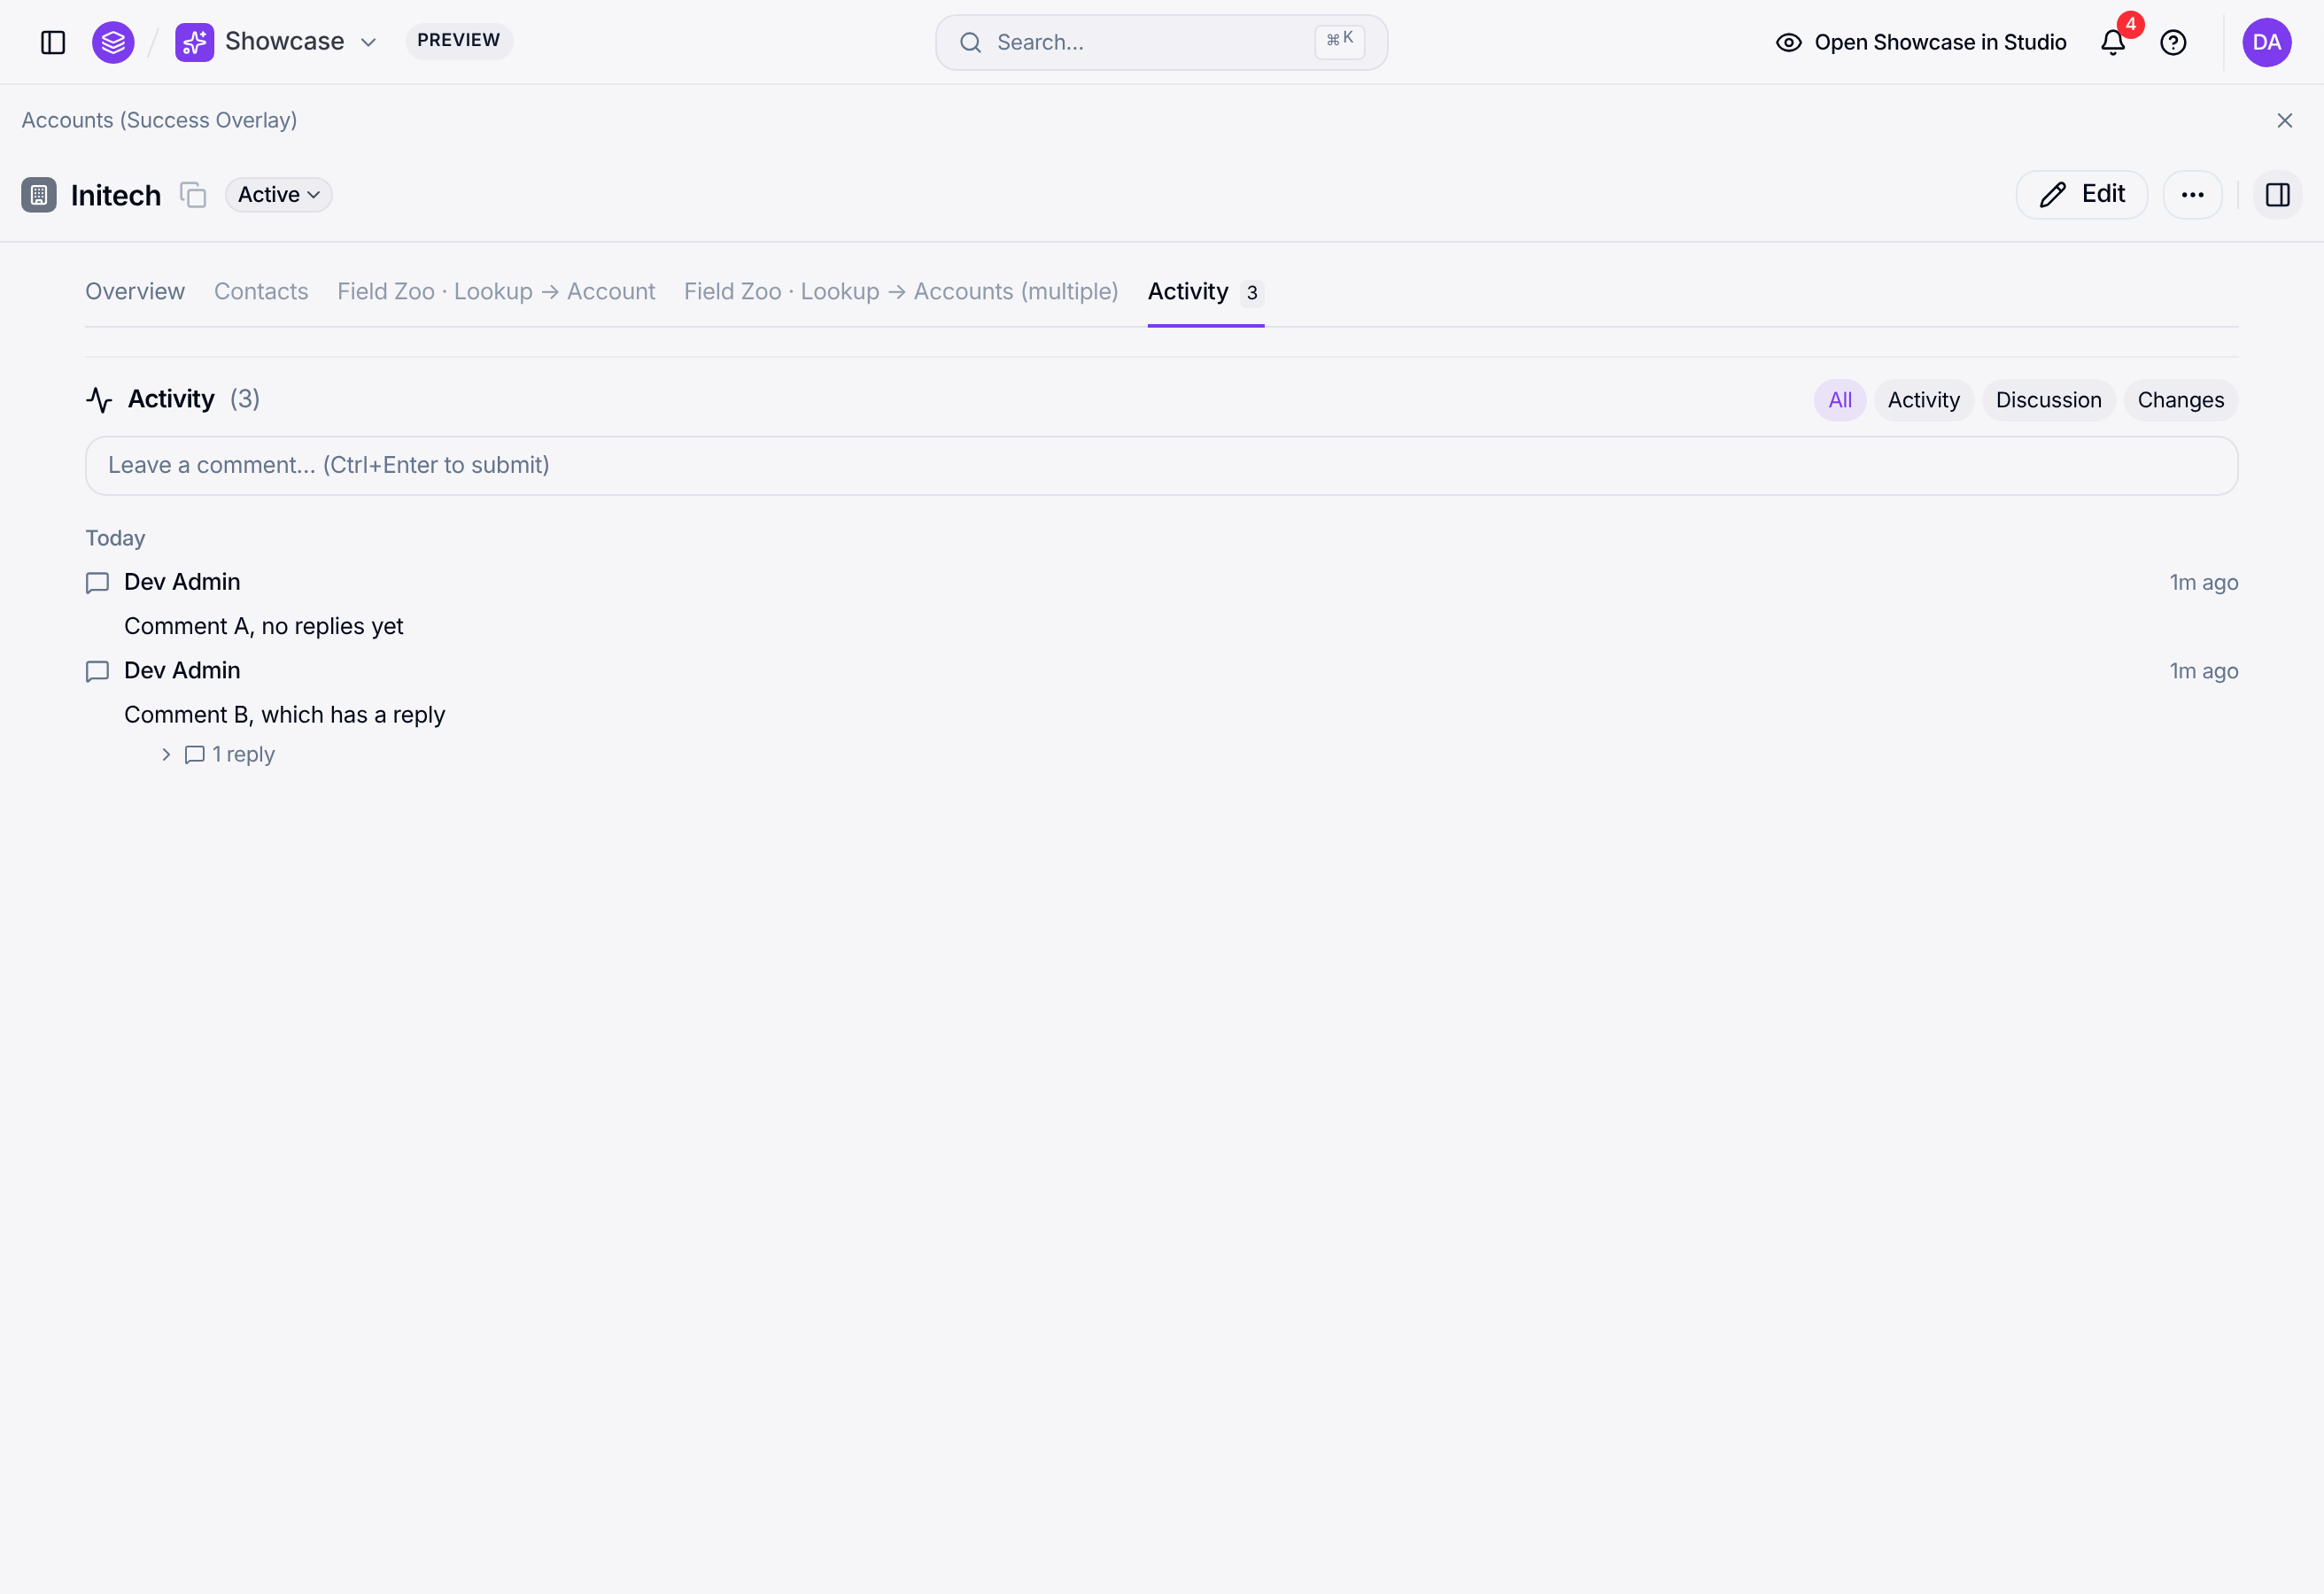 Showcase PREVIEW Search... ⌘K Open Showcase in Studio 4 DA
Accounts (Success Overlay)
Initech Active Edit
Overview Contacts Field Zoo · Lookup → Account Field Zoo · Lookup → Accounts (multiple) Activity 3
Activity (3) All Activity Discussion Changes
Leave a comment... (Ctrl+Enter to submit)
Today
Dev Admin 1m ago
Comment A, no replies yet
Dev Admin 1m ago
Comment B, which has a reply
1 reply